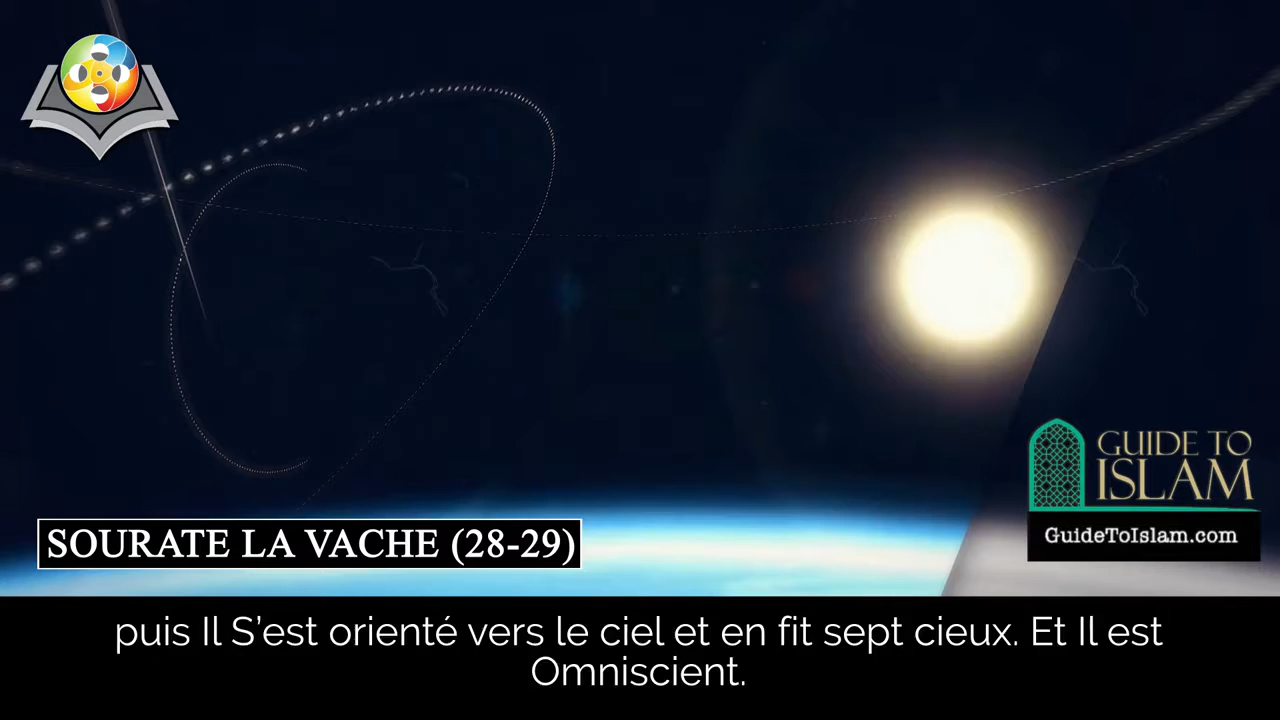 GUIDE TO
ISLAM
GuideToIslam.com
SOURATE LA VACHE (28-29)
puis Il S’est orienté vers le ciel et en fit sept cieux. Et Il est
Omniscient.